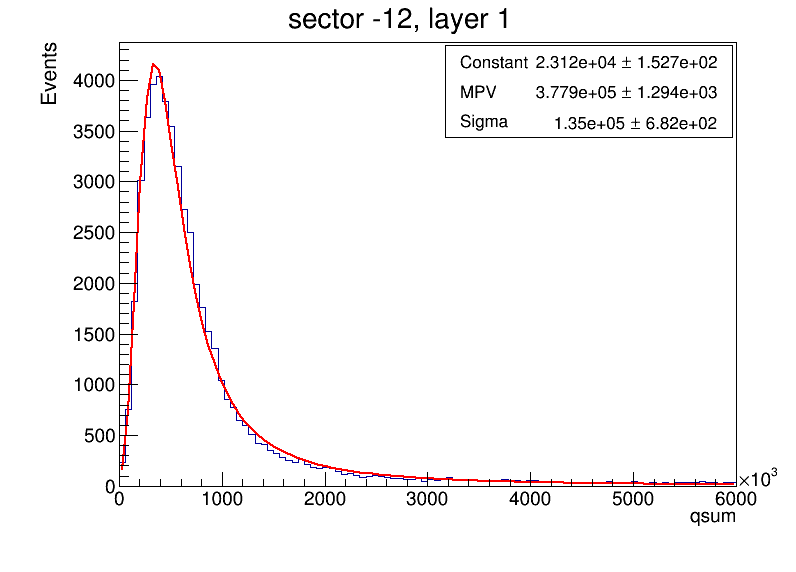 sector -12, layer 1
Events
Constant 2.312e+04 ± 1.527e+02
MPV 3.779e+05 ± 1.294e+03
Sigma 1.35e+05 ± 6.82e+02
4000
3500
3000
2500
2000
1500
1000
500
0
0 1000 2000 3000 4000 5000 6000
×10³
qsum